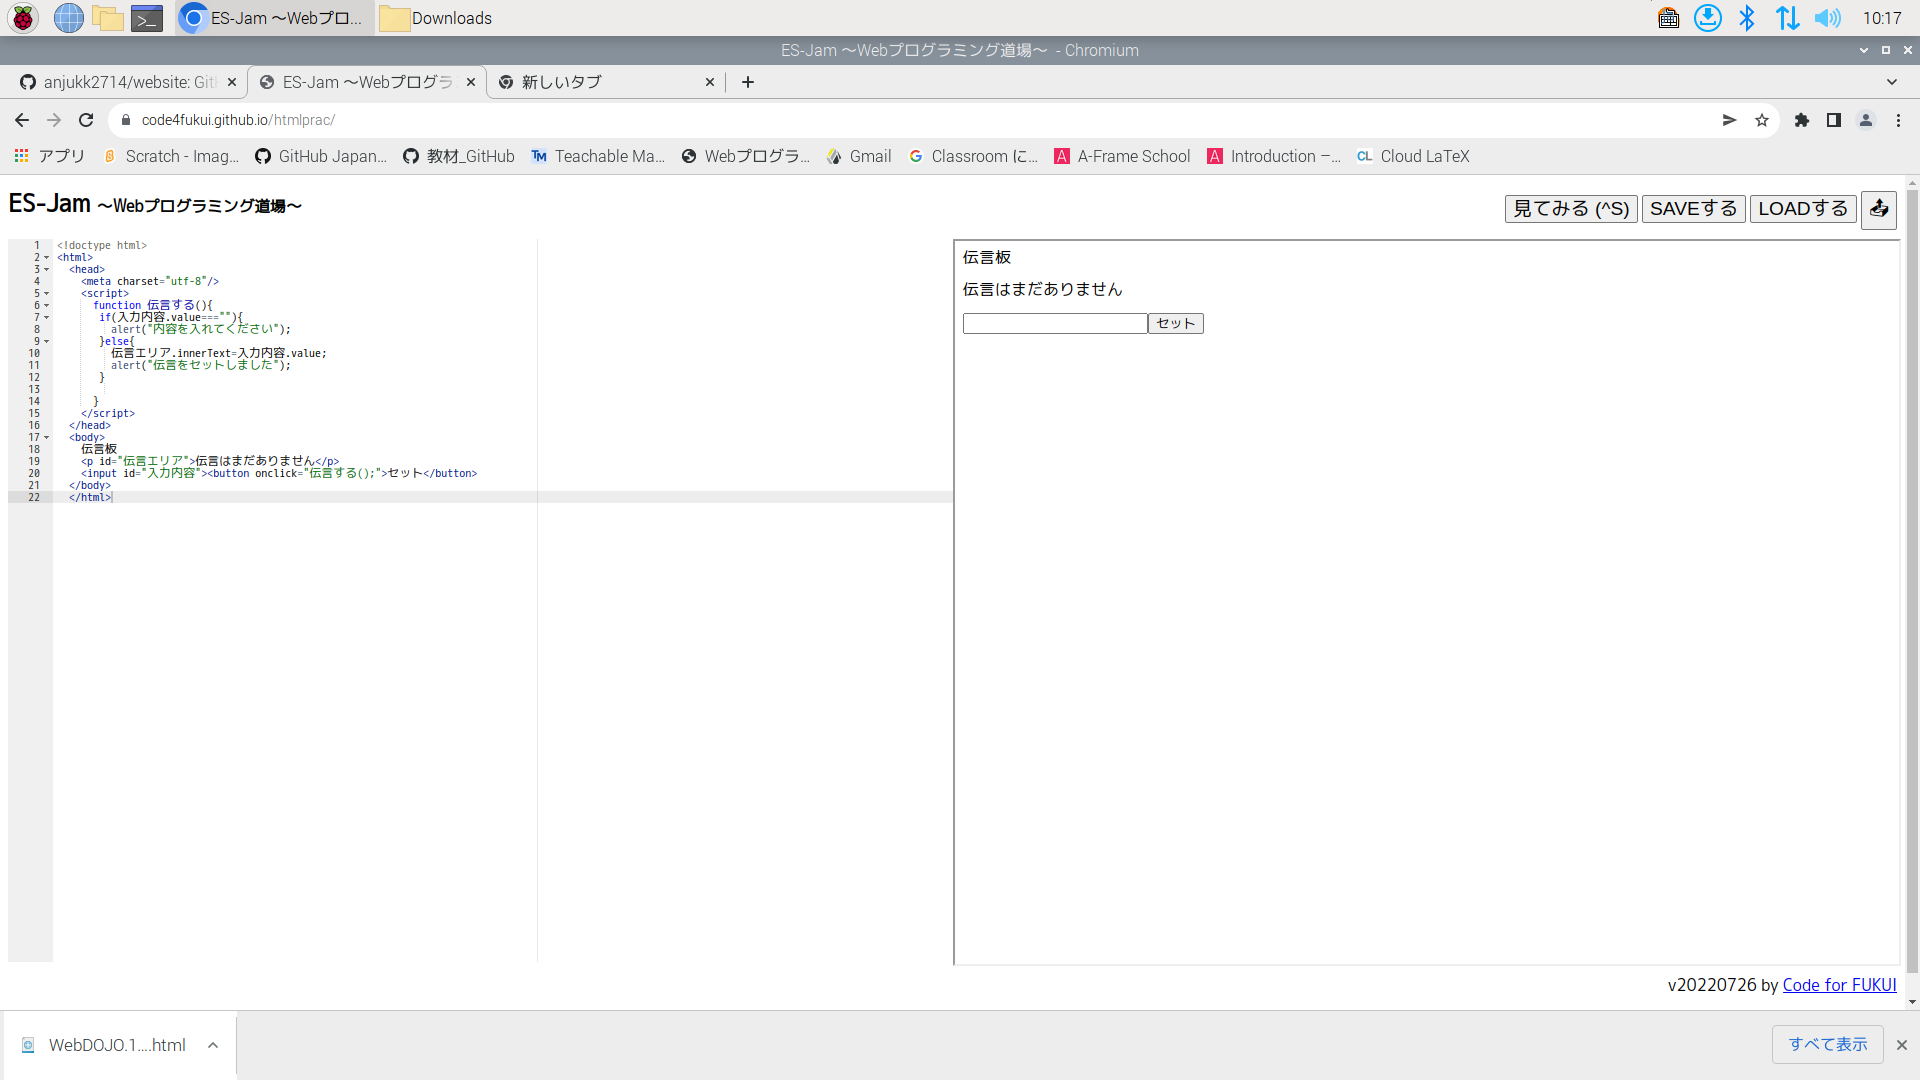 ES-Jam 〜Webプロ... Downloads 10:17
ES-Jam 〜Webプログラミング道場〜 - Chromium
anjukk2714/website: Git ES-Jam 〜Webプログラ 新しいタブ
code4fukui.github.io/htmlprac/
アプリ Scratch - Imag... GitHub Japan... 教材_GitHub Teachable Ma... Webプログラ... Gmail Classroom に... A-Frame School Introduction –... Cloud LaTeX
ES-Jam 〜Webプログラミング道場〜 見てみる (^S) SAVEする LOADする
1 <!doctype html>
2 <html>
3 <head>
4 <meta charset="utf-8"/>
5 <script>
6 function 伝言する(){
7 if(入力内容.value===""){
8 alert("内容を入れてください");
9 }else{
10 伝言エリア.innerText=入力内容.value;
11 alert("伝言をセットしました");
12 }
13
14 }
15 </script>
16 </head>
17 <body>
18 伝言板
19 <p id="伝言エリア">伝言はまだありません</p>
20 <input id="入力内容"><button onclick="伝言する();">セット</button>
21 </body>
22 </html>
伝言板
伝言はまだありません
セット
v20220726 by Code for FUKUI
WebDOJO.1....html すべて表示